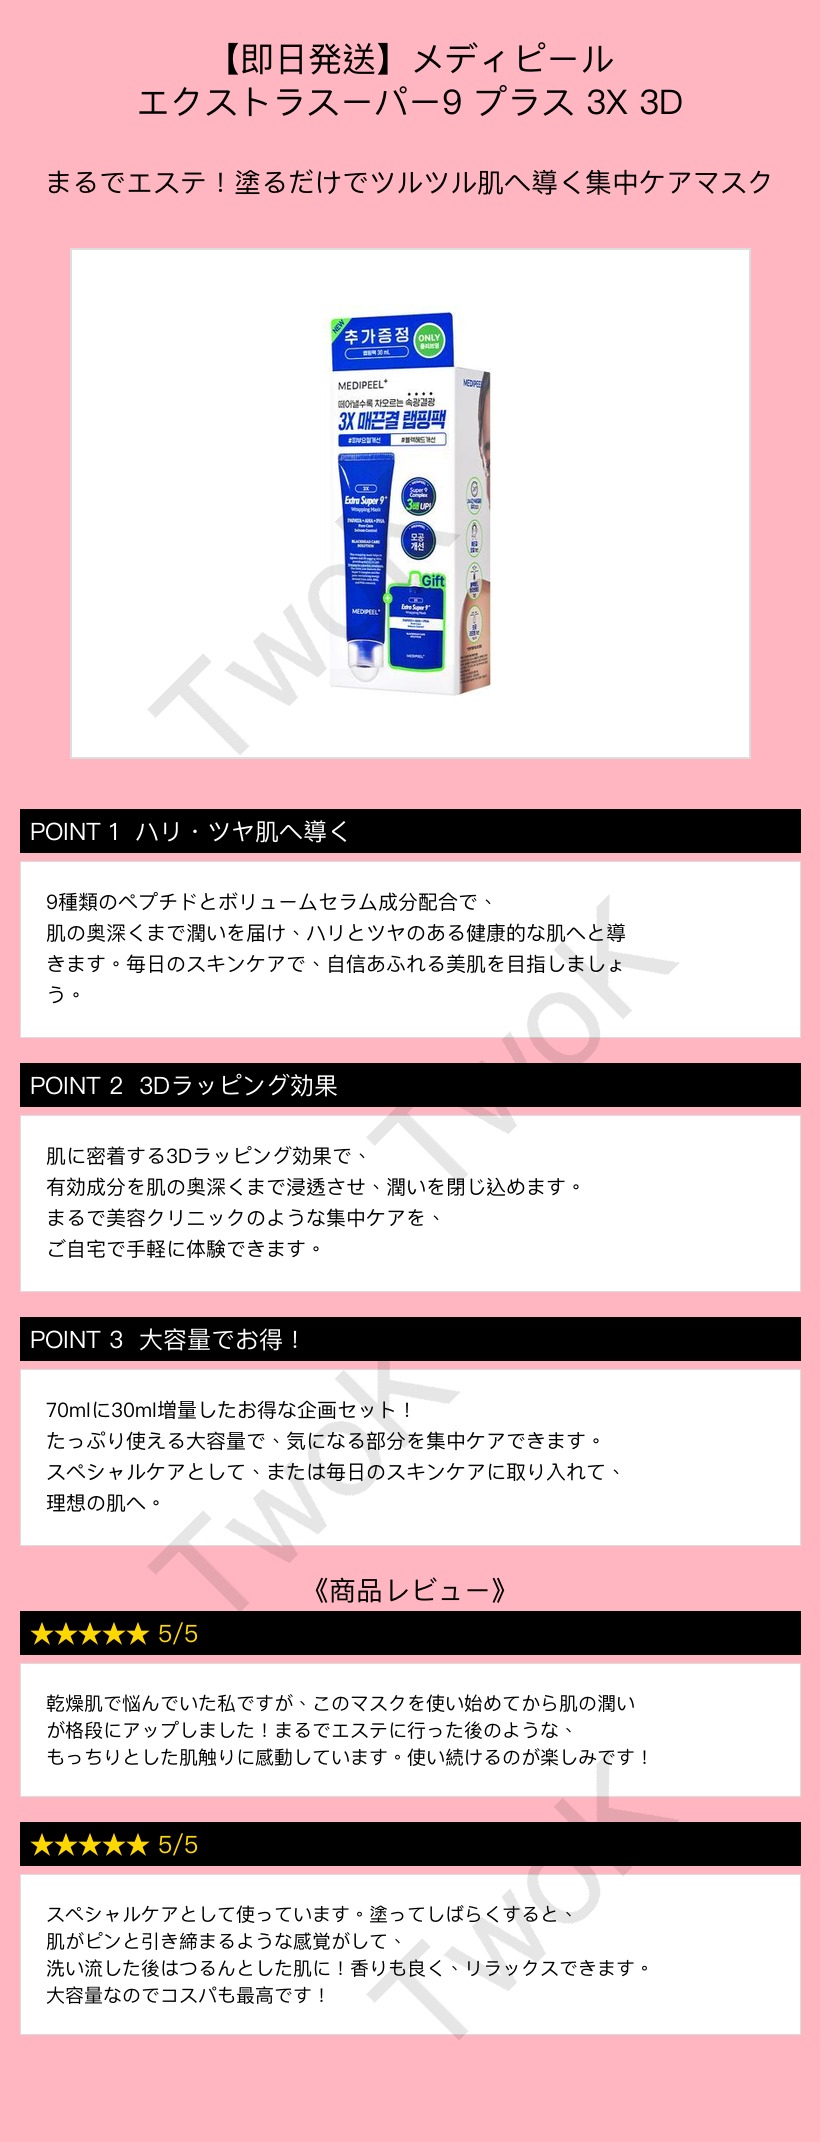 【即日発送】メディピール
エクストラスーパー9 プラス 3X 3D
まるでエステ！塗るだけでツルツル肌へ導く集中ケアマスク
NEW
추가증정
랩핑팩 30 mL
ONLY
올리브영
MEDIPEEL+
MEDIPEEL
떼어낼수록 차오르는 속광결광
3X 매끈결 랩핑팩
#피부요철개선
#블랙헤드개선
3X
Extra Super 9+
Wrapping Mask
PARHA+AHA+PHA
BLACKHEAD CARE
SOLUTION
MEDIPEEL+
Super 9
Complex
3배 UP!
모공
개선
Gift
3X
Extra Super 9+
Wrapping Mask
MEDIPEEL+
TwoK
POINT 1 ハリ・ツヤ肌へ導く
9種類のペプチドとボリュームセラム成分配合で、
肌の奥深くまで潤いを届け、ハリとツヤのある健康的な肌へと導
きます。毎日のスキンケアで、自信あふれる美肌を目指しましょ
う。
TwoK
POINT 2 3Dラッピング効果
肌に密着する3Dラッピング効果で、
有効成分を肌の奥深くまで浸透させ、潤いを閉じ込めます。
まるで美容クリニックのような集中ケアを、
ご自宅で手軽に体験できます。
POINT 3 大容量でお得！
70mlに30ml増量したお得な企画セット！
たっぷり使える大容量で、気になる部分を集中ケアできます。
スペシャルケアとして、または毎日のスキンケアに取り入れて、
理想の肌へ。
TwoK
《商品レビュー》
★★★★★ 5/5
乾燥肌で悩んでいた私ですが、このマスクを使い始めてから肌の潤い
が格段にアップしました！まるでエステに行った後のような、
もっちりとした肌触りに感動しています。使い続けるのが楽しみです！
★★★★★ 5/5
スペシャルケアとして使っています。塗ってしばらくすると、
肌がピンと引き締まるような感覚がして、
洗い流した後はつるんとした肌に！香りも良く、リラックスできます。
大容量なのでコスパも最高です！
TwoK